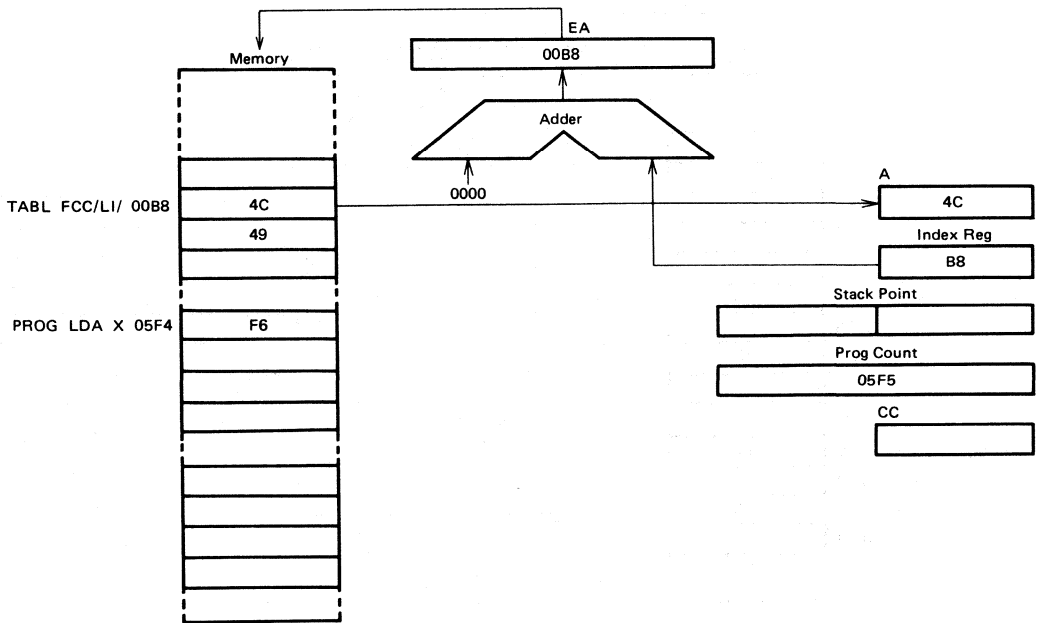 EA
00B8
Memory
Adder
0000
A
TABL FCC/LI/ 00B8
4C
4C
49
Index Reg
B8
Stack Point
PROG LDA X 05F4
F6
Prog Count
05F5
CC